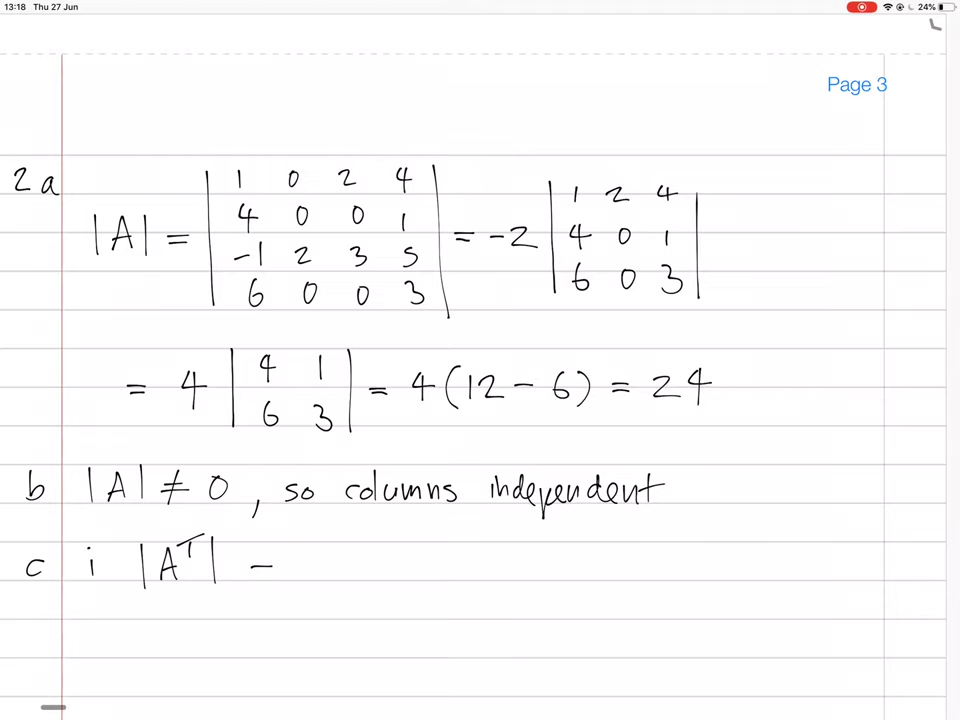 13:18 Thu 27 Jun 24%
Page 3
2a
|A| = | 1 0 2 4 | = -2 | 1 2 4 |
| 4 0 0 1 | | 4 0 1 |
| -1 2 3 5 | | 6 0 3 |
| 6 0 0 3 |
= 4 | 4 1 | = 4(12 - 6) = 24
| 6 3 |
b |A| ≠ 0, so columns independent
c i |Aᵀ| -